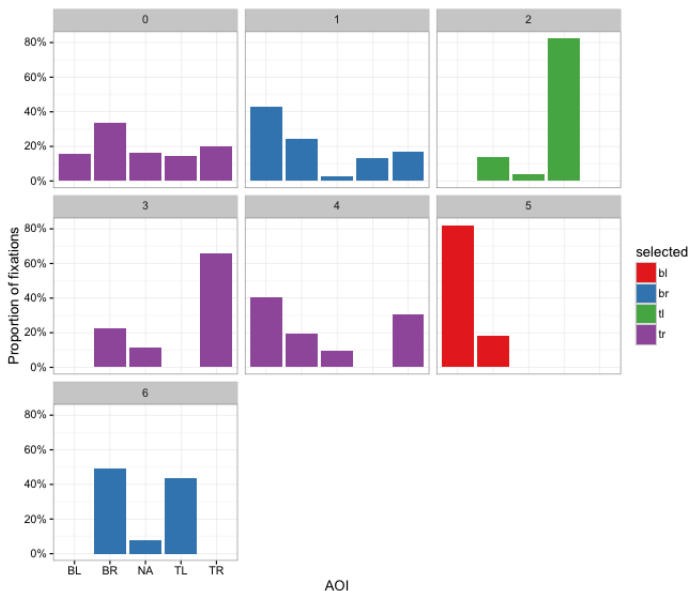 0 1 2
80%
60%
40%
20%
0%
3 4 5
80%
60%
40%
20%
0%
6
80%
60%
40%
20%
0%
BL BR NA TL TR
AOI
Proportion of fixations
selected
bl
br
tl
tr